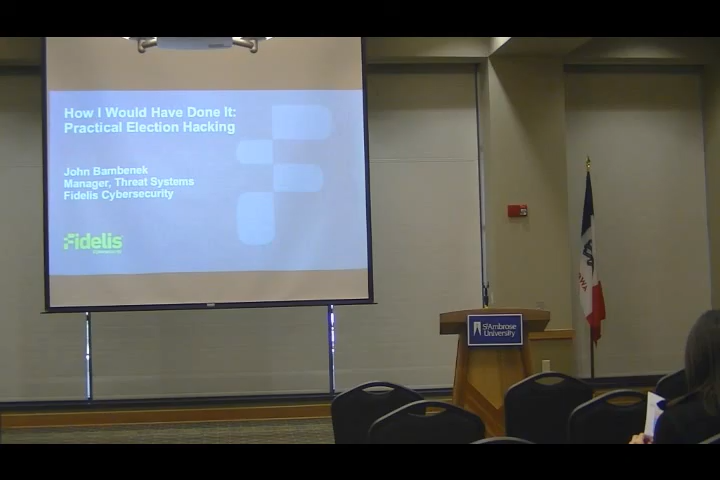 How I Would Have Done It:
Practical Election Hacking
John Bambenek
Manager, Threat Systems
Fidelis Cybersecurity
Fidelis
St.Ambrose
University
IOWA